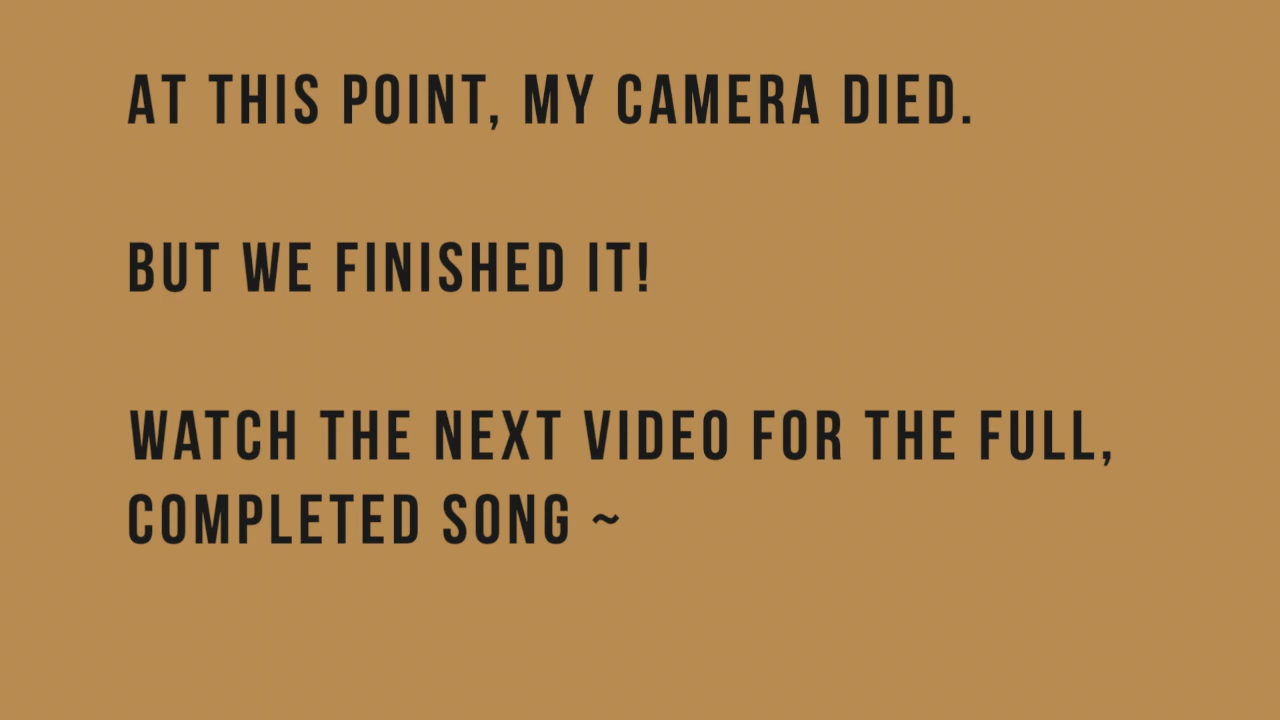 AT THIS POINT, MY CAMERA DIED.
BUT WE FINISHED IT!
WATCH THE NEXT VIDEO FOR THE FULL,
COMPLETED SONG ~